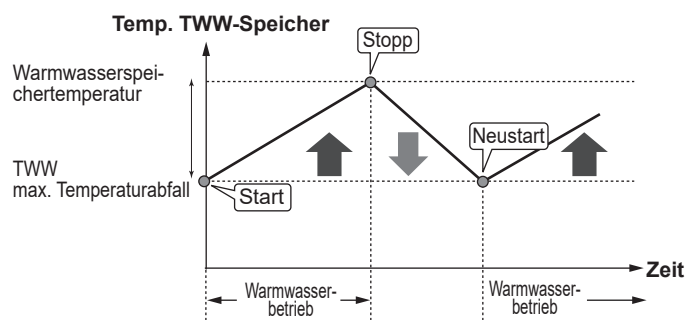 Temp. TWW-Speicher
Stopp
Warmwasserspei-
chertemperatur
Neustart
TWW
max. Temperaturabfall
Start
Zeit
Warmwasser-
betrieb
Warmwasser-
betrieb